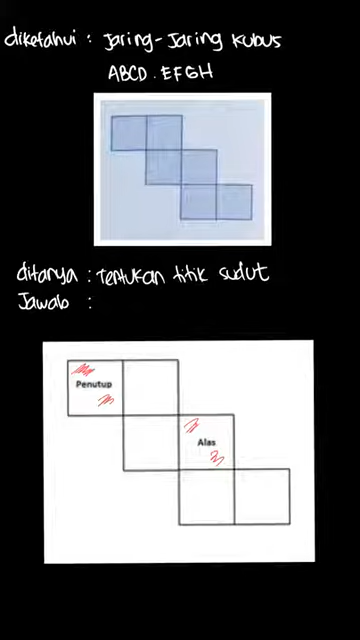 diketahui : Jaring-Jaring kubus
ABCD . EFGH
ditanya : Tentukan titik sudut
Jawab :
Penutup
Alas